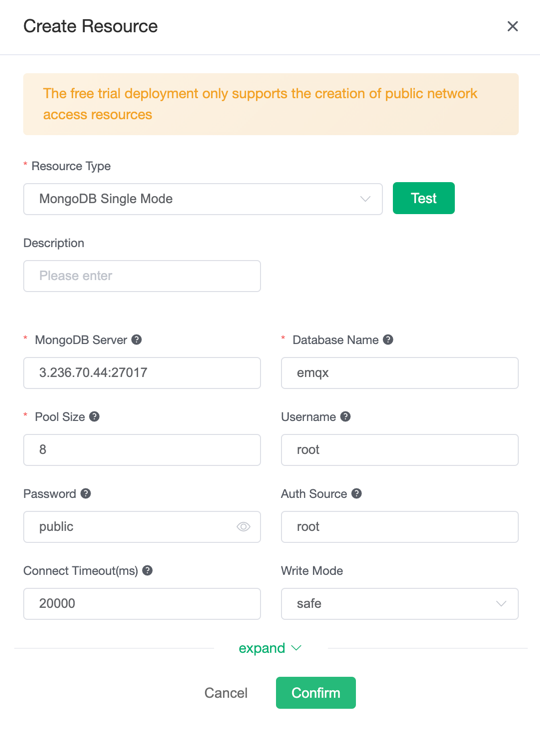 Create Resource
The free trial deployment only supports the creation of public network
access resources
* Resource Type
MongoDB Single Mode
Test
Description
Please enter
* MongoDB Server
* Database Name
3.236.70.44:27017
emqx
* Pool Size
Username
8
root
Password
Auth Source
public
root
Connect Timeout(ms)
Write Mode
20000
safe
expand
Cancel
Confirm